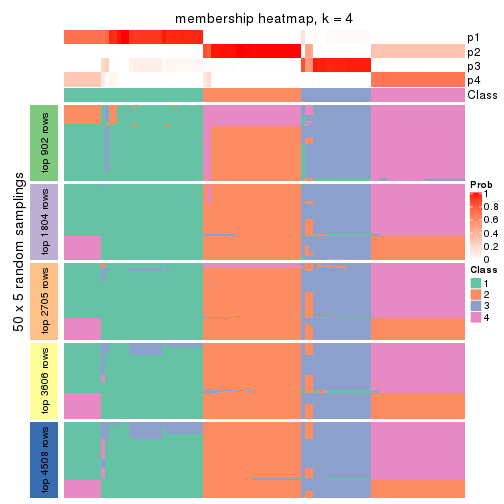 membership heatmap, k = 4
p1
p2
p3
p4
Class
50 x 5 random samplings
top 902 rows
top 1804 rows
top 2705 rows
top 3606 rows
top 4508 rows
Prob
1
0.8
0.6
0.4
0.2
0
Class
1
2
3
4